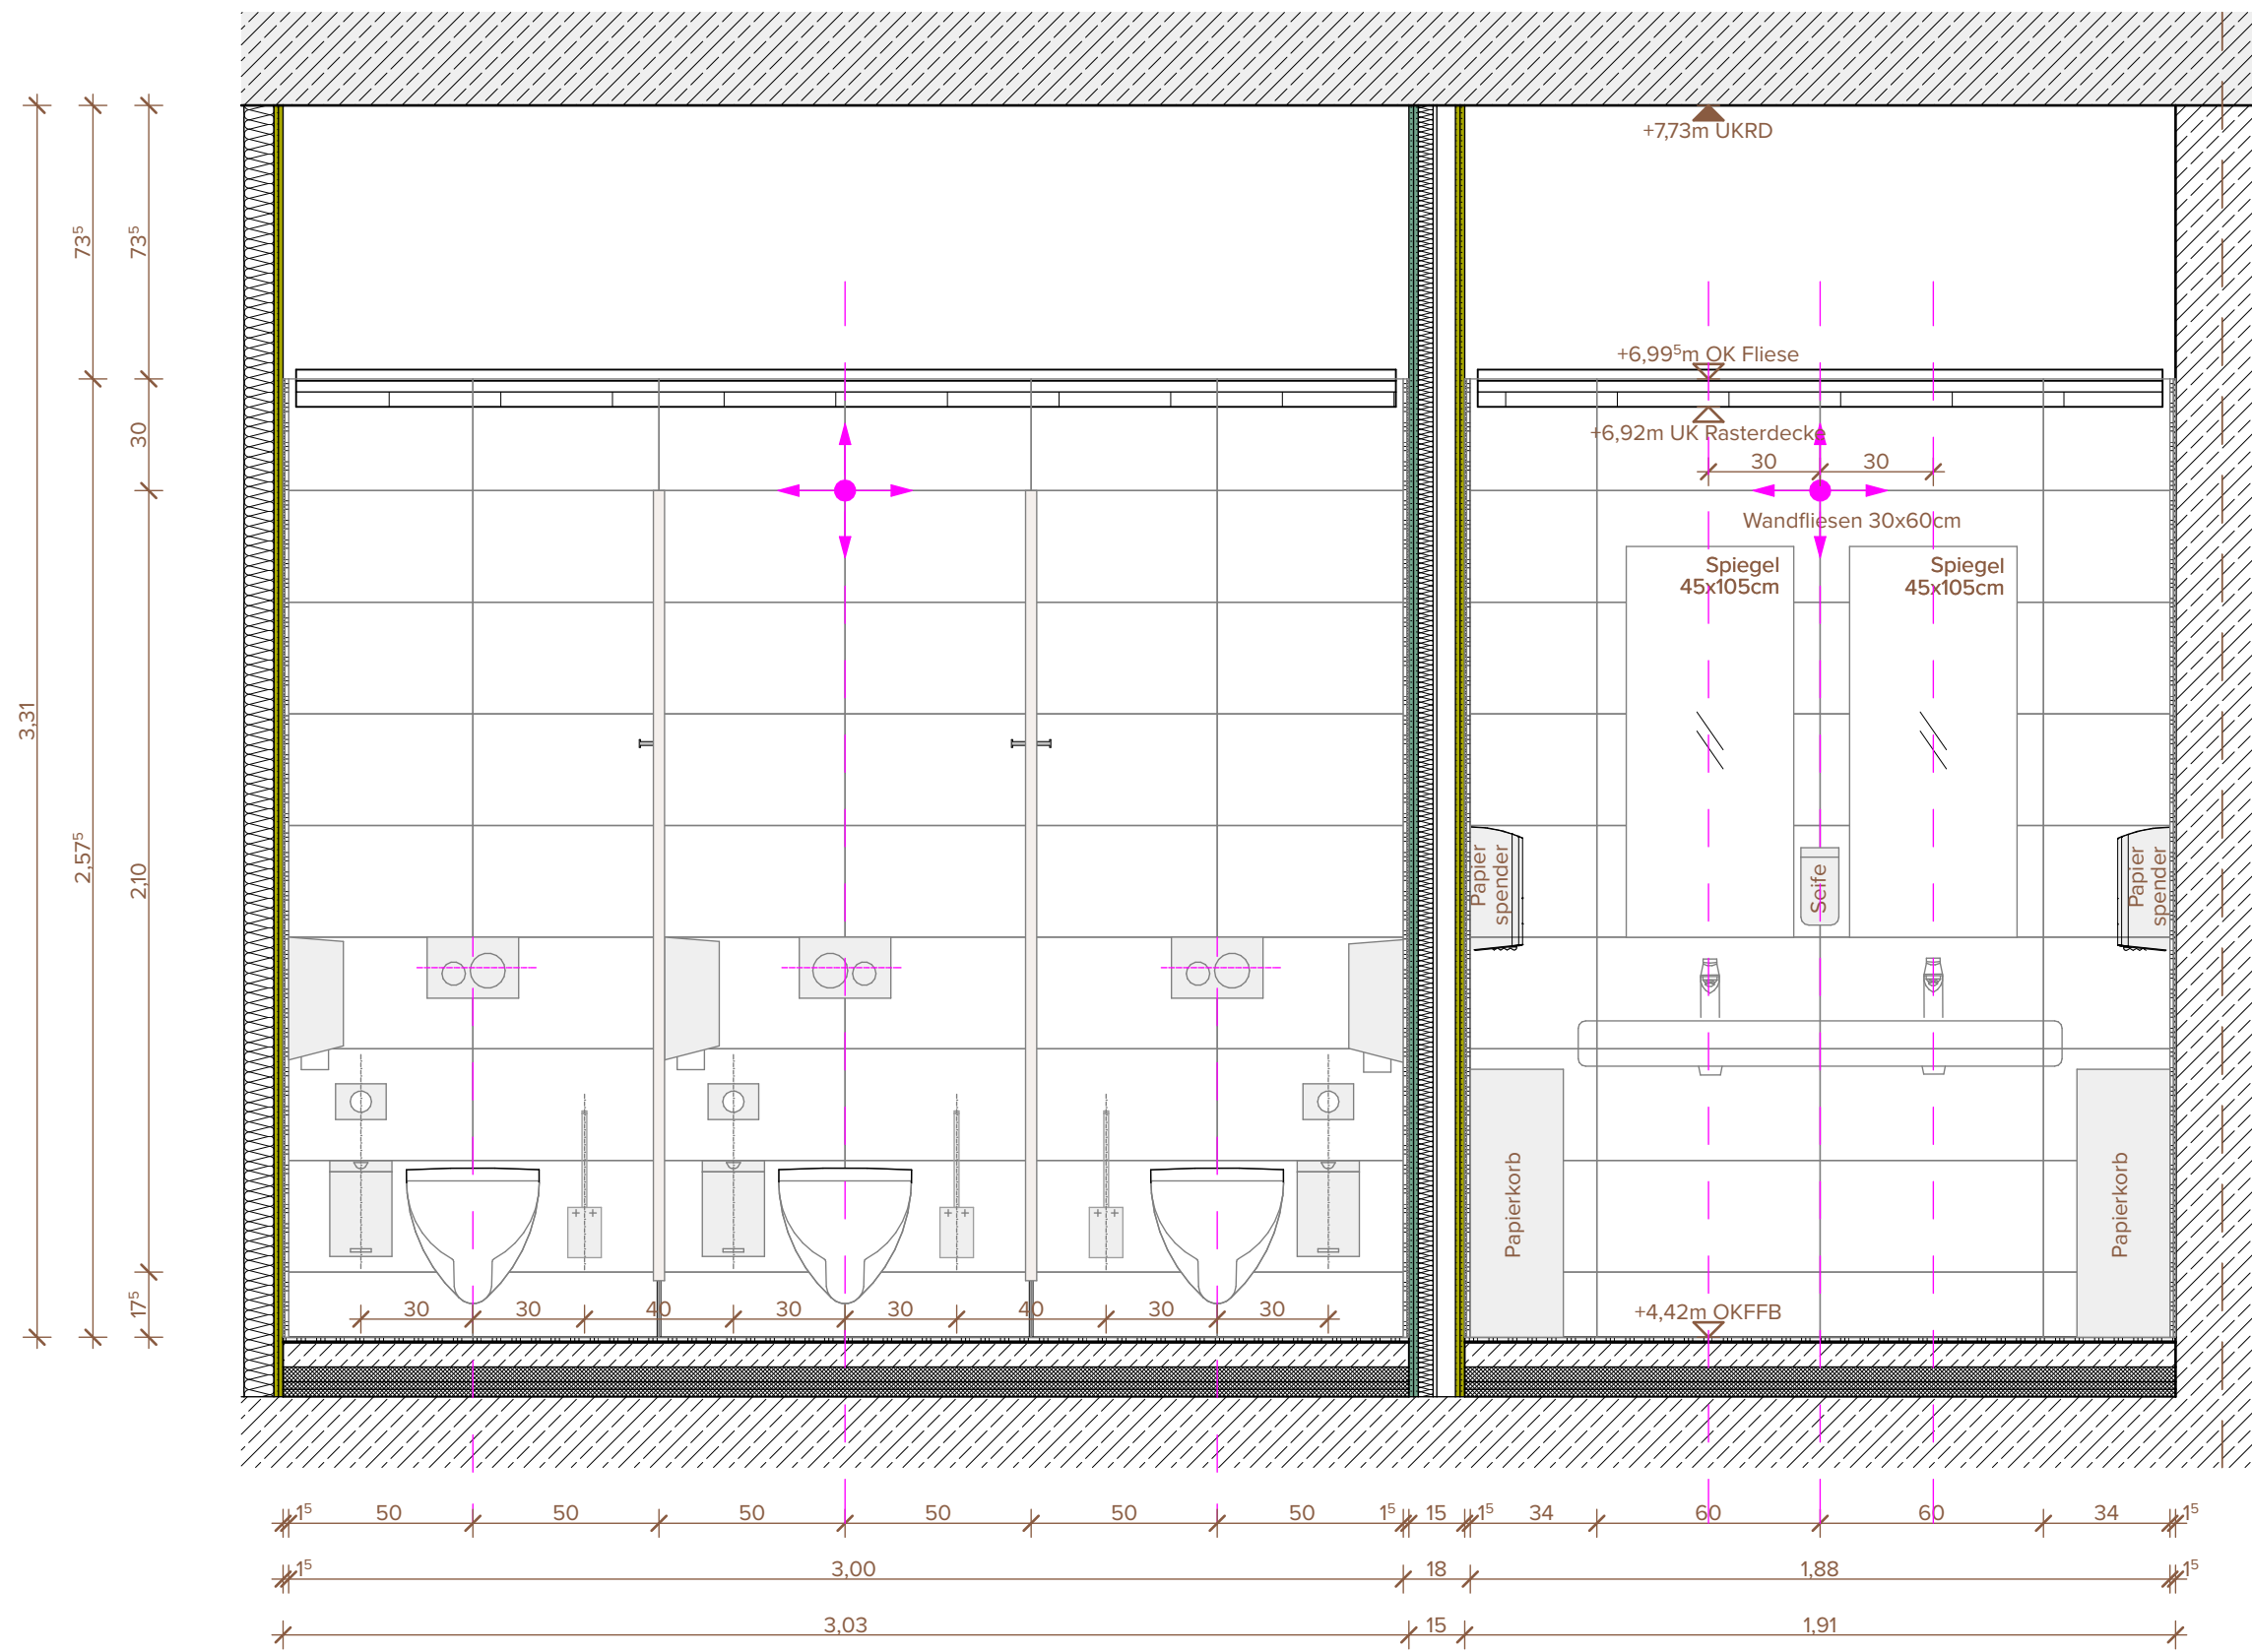 +7,73m UKRD
73⁵
73⁵
+6,99⁵m OK Fliese
30
+6,92m UK Rasterdecke
30
30
Wandfliesen 30x60cm
Spiegel
45x105cm
Spiegel
45x105cm
3,31
2,57⁵
2,10
Papier
spender
Seife
Papier
spender
Papierkorb
Papierkorb
17⁵
30
30
40
30
30
40
30
30
+4,42m OKFFB
1⁵
50
50
50
50
50
50
1⁵
15
1⁵
34
60
60
34
1⁵
1⁵
3,00
18
1,88
1⁵
3,03
15
1,91